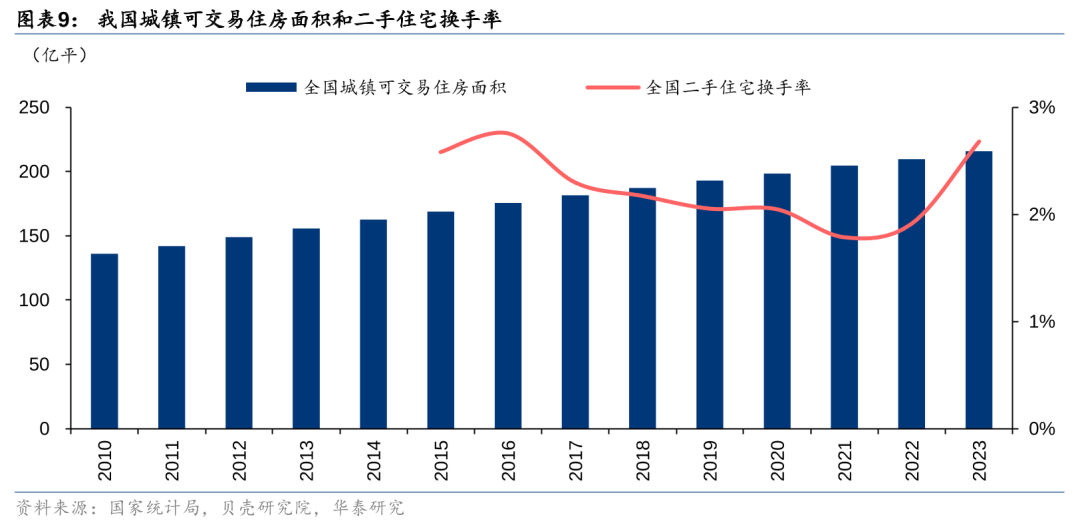 图表9： 我国城镇可交易住房面积和二手住宅换手率
（亿平）
全国城镇可交易住房面积 全国二手住宅换手率
250 3%
200
150 2%
100 1%
50
0 0%
2010 2011 2012 2013 2014 2015 2016 2017 2018 2019 2020 2021 2022 2023
资料来源：国家统计局，贝壳研究院，华泰研究